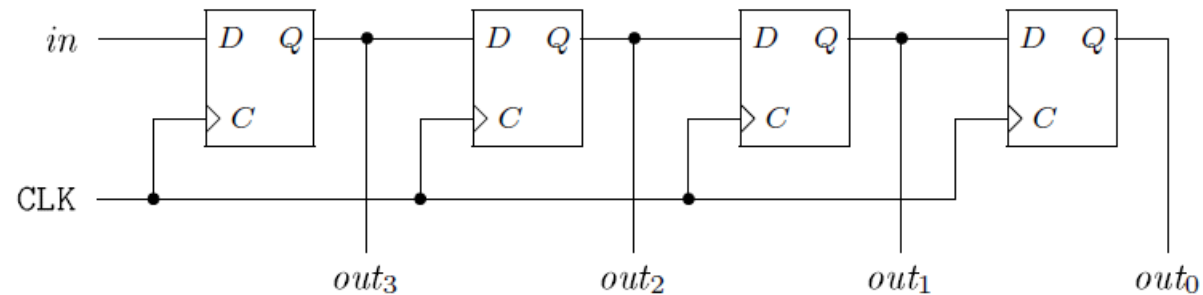 in D Q D Q D Q D Q
C C C C
CLK
out₃ out₂ out₁ out₀